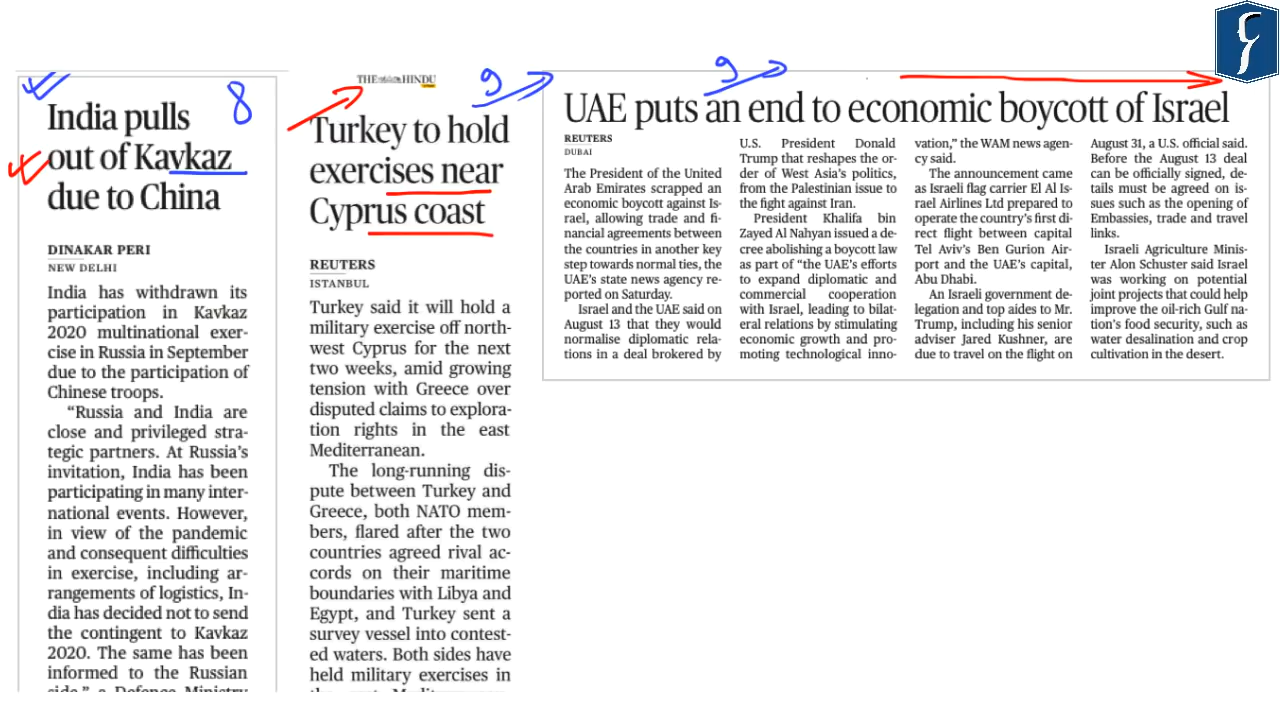 8
India pulls
out of Kavkaz
due to China
DINAKAR PERI
NEW DELHI
India has withdrawn its
participation in Kavkaz
2020 multinational exer-
cise in Russia in September
due to the participation of
Chinese troops.
“Russia and India are
close and privileged stra-
tegic partners. At Russia’s
invitation, India has been
participating in many inter-
national events. However,
in view of the pandemic
and consequent difficulties
in exercise, including ar-
rangements of logistics, In-
dia has decided not to send
the contingent to Kavkaz
2020. The same has been
informed to the Russian
side,” a Defence Ministry
THE HINDU
9
Turkey to hold
exercises near
Cyprus coast
REUTERS
ISTANBUL
Turkey said it will hold a
military exercise off north-
west Cyprus for the next
two weeks, amid growing
tension with Greece over
disputed claims to explora-
tion rights in the east
Mediterranean.
The long-running dis-
pute between Turkey and
Greece, both NATO mem-
bers, flared after the two
countries agreed rival ac-
cords on their maritime
boundaries with Libya and
Egypt, and Turkey sent a
survey vessel into contest-
ed waters. Both sides have
held military exercises in
9
UAE puts an end to economic boycott of Israel
REUTERS
DUBAI
The President of the United
Arab Emirates scrapped an
economic boycott against Is-
rael, allowing trade and fi-
nancial agreements between
the countries in another key
step towards normal ties, the
UAE’s state news agency re-
ported on Saturday.
Israel and the UAE said on
August 13 that they would
normalise diplomatic rela-
tions in a deal brokered by
U.S. President Donald
Trump that reshapes the or-
der of West Asia’s politics,
from the Palestinian issue to
the fight against Iran.
President Khalifa bin
Zayed Al Nahyan issued a de-
cree abolishing a boycott law
as part of “the UAE’s efforts
to expand diplomatic and
commercial cooperation
with Israel, leading to bilat-
eral relations by stimulating
economic growth and pro-
moting technological inno-
vation,” the WAM news agen-
cy said.
The announcement came
as Israeli flag carrier El Al Is-
rael Airlines Ltd prepared to
operate the country’s first di-
rect flight between capital
Tel Aviv’s Ben Gurion Air-
port and the UAE’s capital,
Abu Dhabi.
An Israeli government de-
legation and top aides to Mr.
Trump, including his senior
adviser Jared Kushner, are
due to travel on the flight on
August 31, a U.S. official said.
Before the August 13 deal
can be officially signed, de-
tails must be agreed on is-
sues such as the opening of
Embassies, trade and travel
links.
Israeli Agriculture Minis-
ter Alon Schuster said Israel
was working on potential
joint projects that could help
improve the oil-rich Gulf na-
tion’s food security, such as
water desalination and crop
cultivation in the desert.